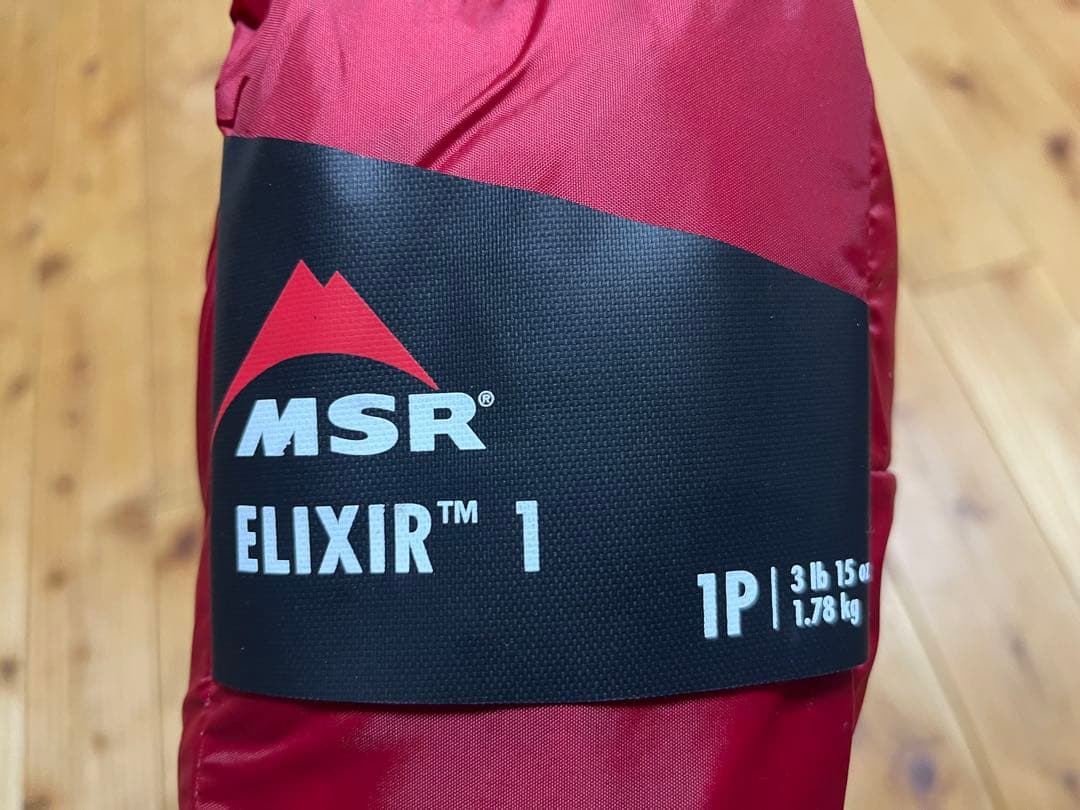 MSR®
ELIXIR™ 1
1P | 3 lb 15 oz
1.78 kg